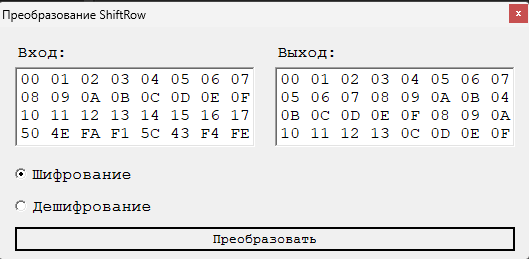 Преобразование ShiftRow
x
Вход:
00 01 02 03 04 05 06 07
08 09 0A 0B 0C 0D 0E 0F
10 11 12 13 14 15 16 17
50 4E FA F1 5C 43 F4 FE
Выход:
00 01 02 03 04 05 06 07
05 06 07 08 09 0A 0B 04
0B 0C 0D 0E 0F 08 09 0A
10 11 12 13 0C 0D 0E 0F
Шифрование
Дешифрование
Преобразовать